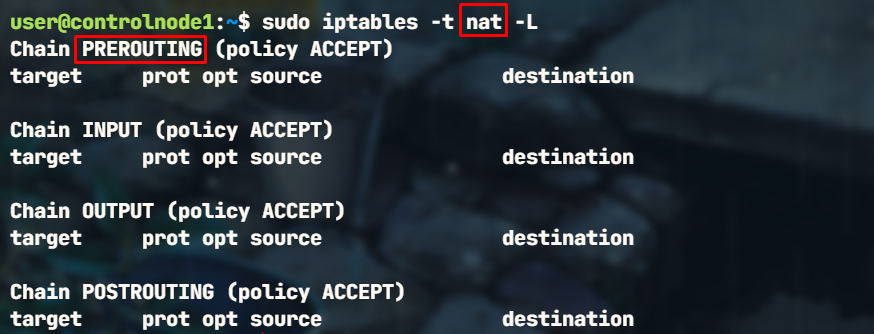 user@controlnode1:~$ sudo iptables -t nat -L
Chain PREROUTING (policy ACCEPT)
target     prot opt source               destination
Chain INPUT (policy ACCEPT)
target     prot opt source               destination
Chain OUTPUT (policy ACCEPT)
target     prot opt source               destination
Chain POSTROUTING (policy ACCEPT)
target     prot opt source               destination